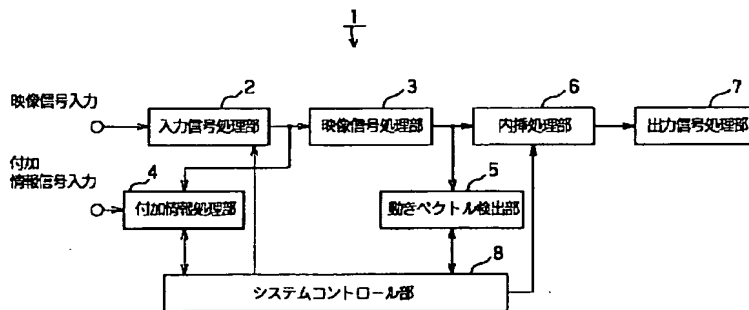 1
2
3
6
7
映像信号入力
入力信号処理部
映像信号処理部
内挿処理部
出力信号処理部
付加
情報信号入力
4
付加情報処理部
5
動きベクトル検出部
8
システムコントロール部